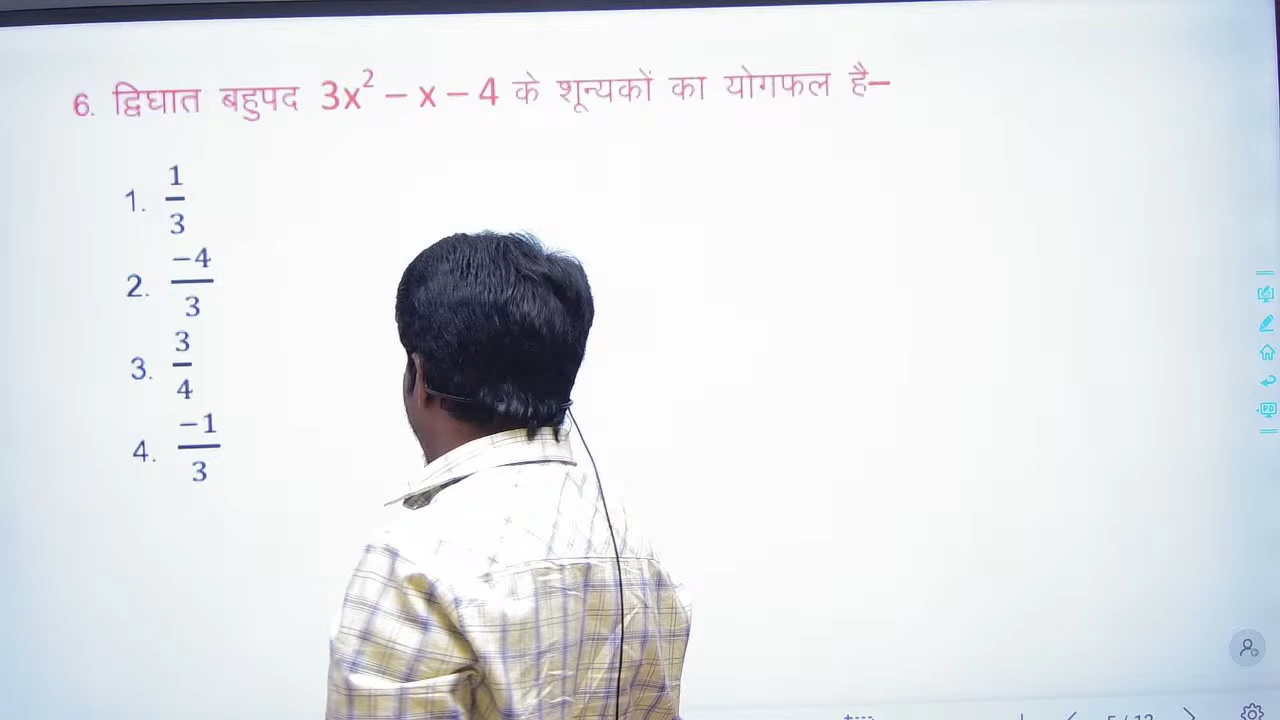 6. द्विघात बहुपद 3x² – x – 4 के शून्यकों का योगफल है–
1. 1/3
2. −4/3
3. 3/4
4. −1/3